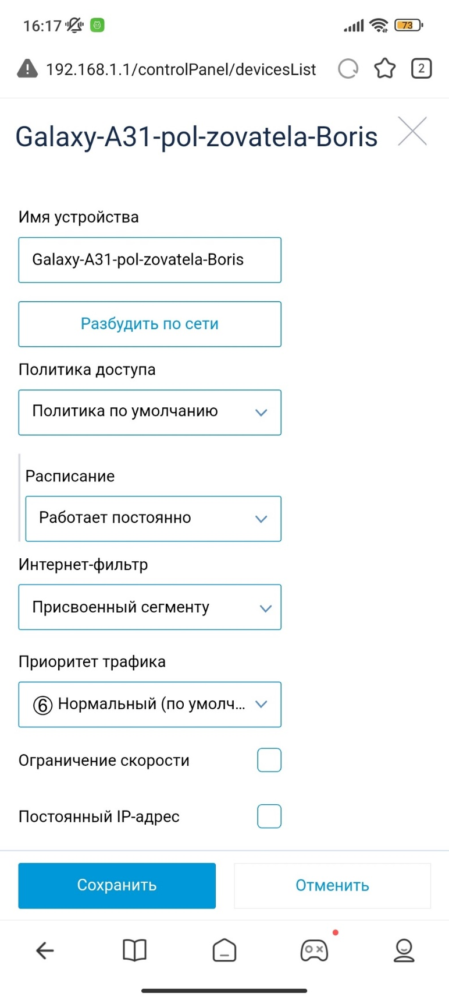 16:17
73
192.168.1.1/controlPanel/devicesList
2
Galaxy-A31-pol-zovatela-Boris
Имя устройства
Galaxy-A31-pol-zovatela-Boris
Разбудить по сети
Политика доступа
Политика по умолчанию
Расписание
Работает постоянно
Интернет-фильтр
Присвоенный сегменту
Приоритет трафика
⑥ Нормальный (по умолч...
Ограничение скорости
Постоянный IP-адрес
Сохранить
Отменить